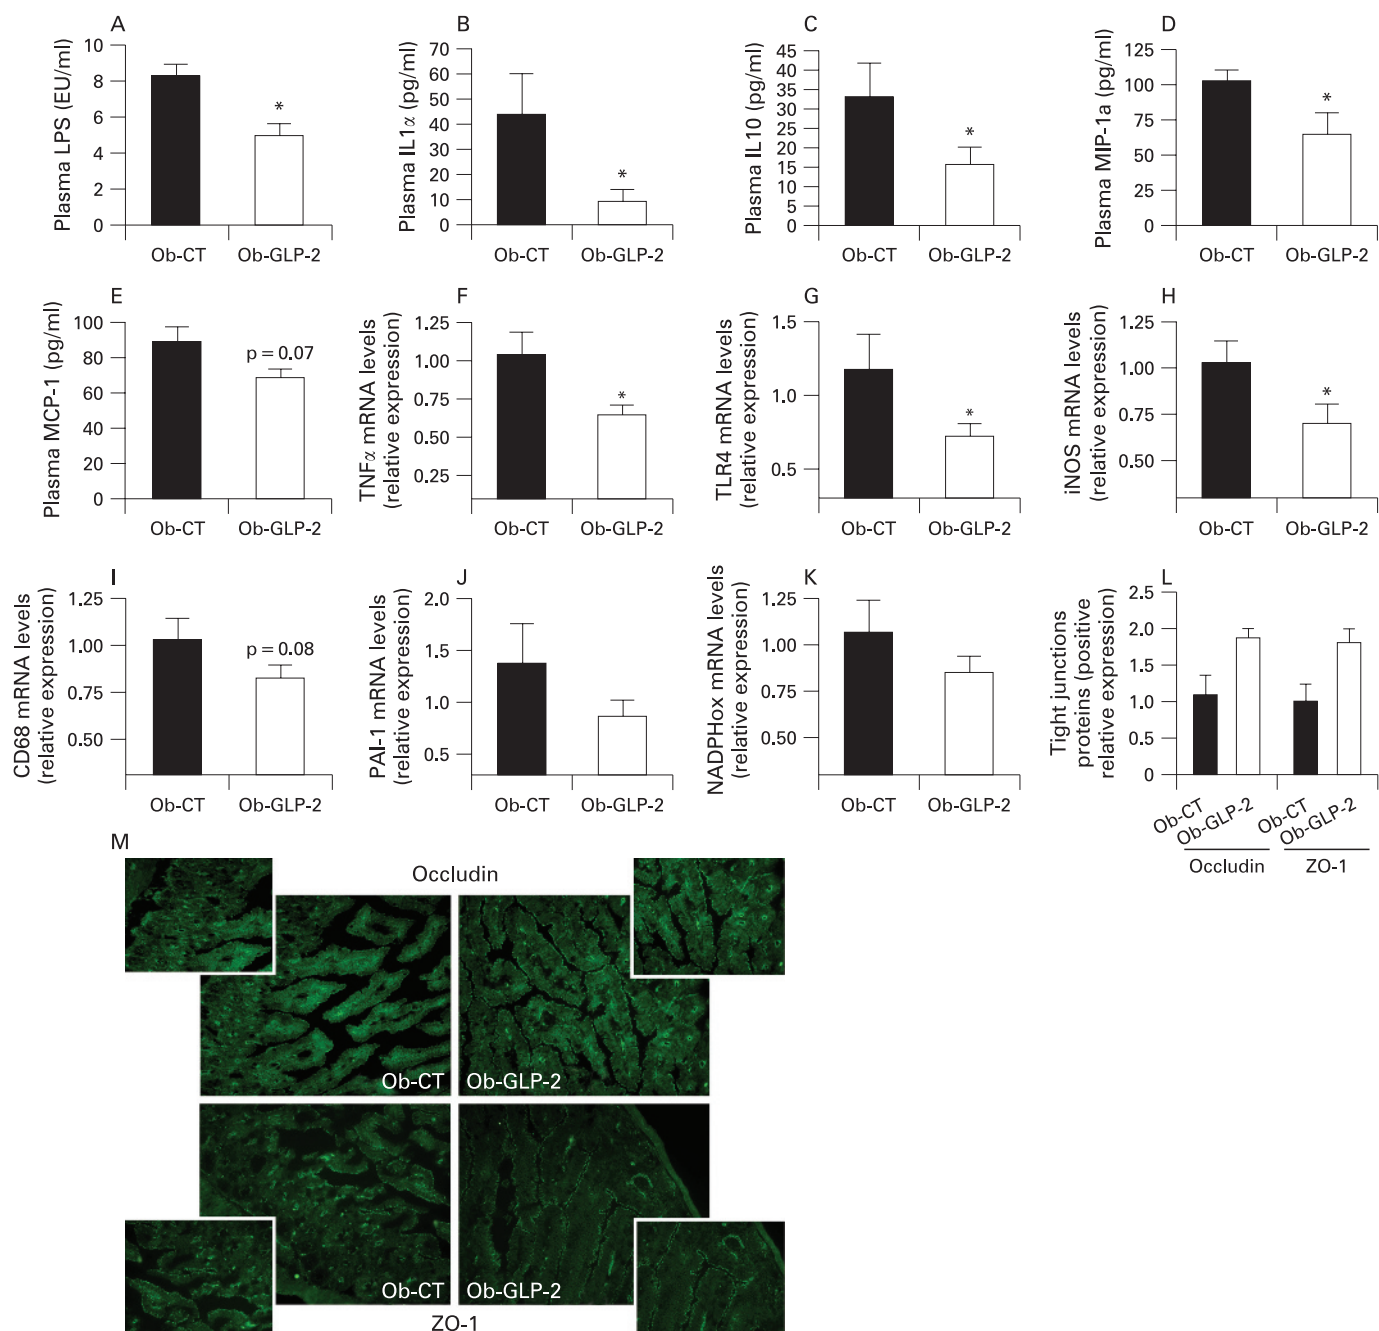 A
Plasma LPS (EU/ml)
10
8
6
4
2
0
*
Ob-CT Ob-GLP-2
B
Plasma IL1α (pg/ml)
70
60
50
40
30
20
10
0
*
Ob-CT Ob-GLP-2
C
Plasma IL10 (pg/ml)
50
45
40
35
30
25
20
15
25
10
5
45
0
*
Ob-CT Ob-GLP-2
D
Plasma MIP-1a (pg/ml)
125
100
75
50
25
0
*
Ob-CT Ob-GLP-2
E
Plasma MCP-1 (pg/ml)
100
80
60
40
20
0
p = 0.07
Ob-CT Ob-GLP-2
F
TNFα mRNA levels
(relative expression)
1.25
1.00
0.75
0.50
0.25
*
Ob-CT Ob-GLP-2
G
TLR4 mRNA levels
(relative expression)
1.5
1.0
0.5
*
Ob-CT Ob-GLP-2
H
iNOS mRNA levels
(relative expression)
1.25
1.00
0.75
0.50
*
Ob-CT Ob-GLP-2
I
CD68 mRNA levels
(relative expression)
1.25
1.00
0.75
0.50
p = 0.08
Ob-CT Ob-GLP-2
J
PAI-1 mRNA levels
(relative expression)
2.0
1.5
1.0
0.5
Ob-CT Ob-GLP-2
K
NADPHox mRNA levels
(relative expression)
1.25
1.00
0.75
0.50
Ob-CT Ob-GLP-2
L
Tight junctions
proteins (positive
relative expression)
2.5
2.0
1.5
1.0
0.5
0
Ob-CT Ob-GLP-2 Ob-CT Ob-GLP-2
Occludin ZO-1
M
Occludin
Ob-CT Ob-GLP-2
Ob-CT Ob-GLP-2
ZO-1